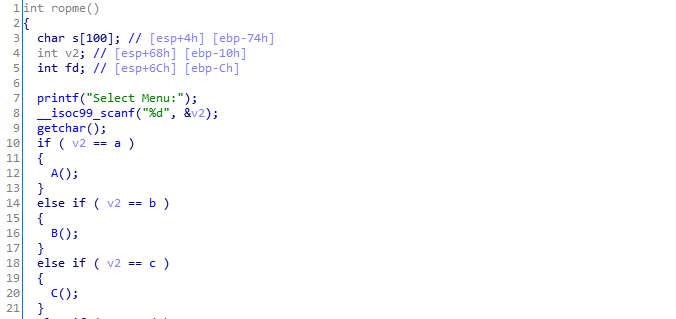 1 int ropme()
2 {
3 char s[100]; // [esp+4h] [ebp-74h]
4 int v2; // [esp+68h] [ebp-10h]
5 int fd; // [esp+6Ch] [ebp-Ch]
6
7 printf("Select Menu:");
8 __isoc99_scanf("%d", &v2);
9 getchar();
10 if ( v2 == a )
11 {
12 A();
13 }
14 else if ( v2 == b )
15 {
16 B();
17 }
18 else if ( v2 == c )
19 {
20 C();
21 }